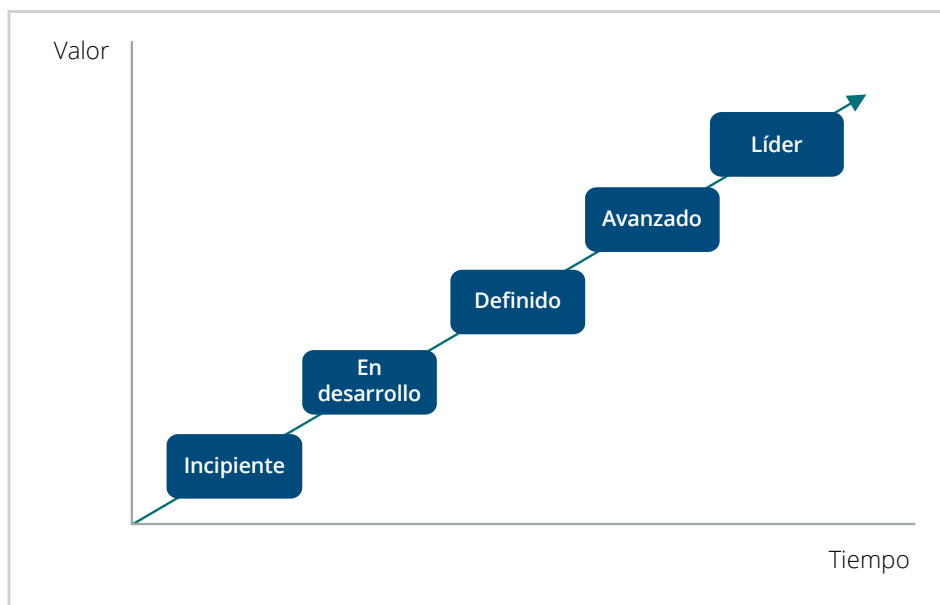 Valor
Líder
Avanzado
Definido
En
desarrollo
Incipiente
Tiempo